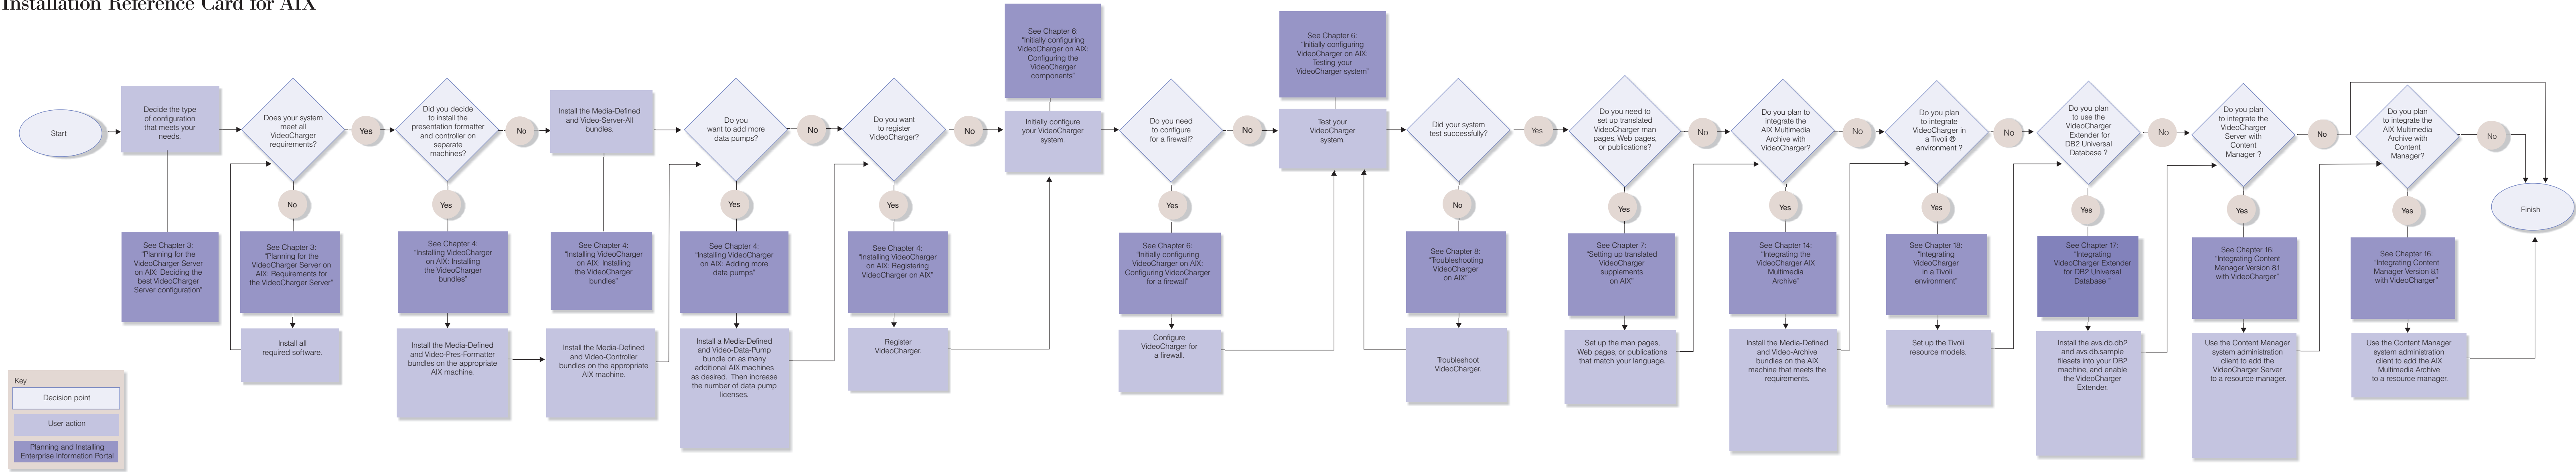 Installation Reference Card for AIX
Start
Decide the type
of configuration
that meets your
needs.
See Chapter 3:
"Planning for the
VideoCharger Server
on AIX: Deciding the
best VideoCharger
Server configuration"
Does your system
meet all
VideoCharger
requirements?
Yes
No
See Chapter 3:
"Planning for the
VideoCharger Server on
AIX: Requirements for
the VideoCharger Server"
Install all
required software.
Did you decide
to install the
presentation formatter
and controller on
separate
machines?
No
Yes
See Chapter 4:
"Installing VideoCharger
on AIX: Installing
the VideoCharger
bundles"
Install the Media-Defined
and Video-Pres-Formatter
bundles on the appropriate
AIX machine.
Install the Media-Defined
and Video-Server-All
bundles.
See Chapter 4:
"Installing VideoCharger
on AIX: Installing
the VideoCharger
bundles"
Install the Media-Defined
and Video-Controller
bundles on the appropriate
AIX machine.
Do you
want to add more
data pumps?
No
Yes
See Chapter 4:
"Installing VideoCharger
on AIX: Adding more
data pumps"
Install a Media-Defined
and Video-Data-Pump
bundle on as many
additional AIX machines
as desired. Then increase
the number of data pump
licenses.
Do you want
to register
VideoCharger?
No
Yes
See Chapter 4:
"Installing VideoCharger
on AIX: Registering
VideoCharger on AIX"
Register
VideoCharger.
See Chapter 6:
"Initially configuring
VideoCharger on AIX:
Configuring the
VideoCharger
components"
Initially configure
your VideoCharger
system.
Do you need
to configure
for a firewall?
No
Yes
See Chapter 6:
"Initially configuring
VideoCharger on AIX:
Configuring VideoCharger
for a firewall"
Configure
VideoCharger for
a firewall.
See Chapter 6:
"Initially configuring
VideoCharger on AIX:
Testing your
VideoCharger system"
Test your
VideoCharger
system.
Did your system
test successfully?
Yes
No
See Chapter 8:
"Troubleshooting
VideoCharger
on AIX"
Troubleshoot
VideoCharger.
Do you need to
set up translated
VideoCharger man
pages, Web pages,
or publications?
No
Yes
See Chapter 7:
"Setting up translated
VideoCharger
supplements
on AIX"
Set up the man pages,
Web pages, or publications
that match your language.
Do you plan to
integrate the
AIX Multimedia
Archive with
VideoCharger?
No
Yes
See Chapter 14:
"Integrating the
VideoCharger AIX
Multimedia
Archive"
Install the Media-Defined
and Video-Archive
bundles on the AIX
machine that meets the
requirements.
Do you plan
to integrate
VideoCharger in
a Tivoli ®
environment ?
No
Yes
See Chapter 18:
"Integrating
VideoCharger
in a Tivoli
environment"
Set up the Tivoli
resource models.
Do you plan
to use the
VideoCharger
Extender for
DB2 Universal
Database ?
No
Yes
See Chapter 17:
"Integrating
VideoCharger Extender
for DB2 Universal
Database "
Install the avs.db.db2
and avs.db.sample
filesets into your DB2
machine, and enable
the VideoCharger
Extender.
Do you plan
to integrate the
VideoCharger
Server with
Content
Manager ?
No
Yes
See Chapter 16:
"Integrating Content
Manager Version 8.1
with VideoCharger"
Use the Content Manager
system administration
client to add the
VideoCharger Server
to a resource manager.
Do you plan
to integrate the
AIX Multimedia
Archive with
Content
Manager?
No
Yes
See Chapter 16:
"Integrating Content
Manager Version 8.1
with VideoCharger"
Use the Content Manager
system administration
client to add the AIX
Multimedia Archive
to a resource manager.
Finish
Key
Decision point
User action
Planning and Installing
Enterprise Information Portal